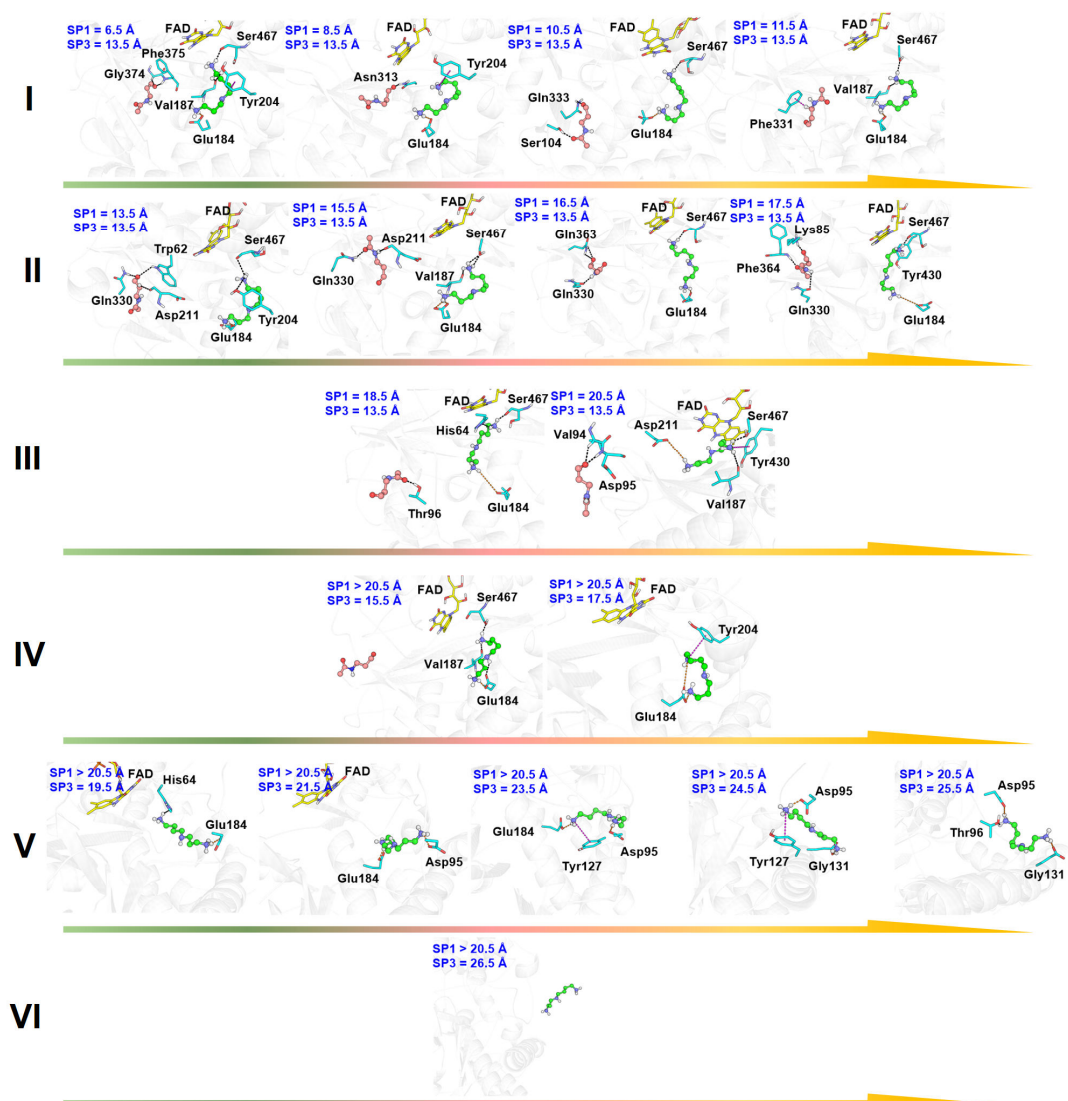 I
SP1 = 6.5 Å
SP3 = 13.5 Å
FAD
Ser467
Phe375
Gly374
Val187
Tyr204
Glu184
SP1 = 8.5 Å
SP3 = 13.5 Å
FAD
Tyr204
Asn313
Glu184
SP1 = 10.5 Å
SP3 = 13.5 Å
FAD
Ser467
Gln333
Ser104
Glu184
SP1 = 11.5 Å
SP3 = 13.5 Å
FAD
Ser467
Val187
Phe331
Glu184
II
SP1 = 13.5 Å
SP3 = 13.5 Å
FAD
Trp62
Ser467
Gln330
Asp211
Tyr204
Glu184
SP1 = 15.5 Å
SP3 = 13.5 Å
FAD
Asp211
Ser467
Gln330
Val187
Glu184
SP1 = 16.5 Å
SP3 = 13.5 Å
FAD
Ser467
Gln363
Gln330
Glu184
SP1 = 17.5 Å
SP3 = 13.5 Å
FAD
Lys85
Ser467
Phe364
Tyr430
Gln330
Glu184
III
SP1 = 18.5 Å
SP3 = 13.5 Å
FAD
Ser467
His64
Thr96
Glu184
SP1 = 20.5 Å
SP3 = 13.5 Å
FAD
Asp211
Ser467
Val94
Tyr430
Asp95
Val187
IV
SP1 > 20.5 Å
SP3 = 15.5 Å
FAD
Ser467
Val187
Glu184
SP1 > 20.5 Å
SP3 = 17.5 Å
FAD
Tyr204
Glu184
V
SP1 > 20.5 Å
SP3 = 19.5 Å
FAD
His64
Glu184
SP1 > 20.5 Å
SP3 = 21.5 Å
FAD
Glu184
Asp95
SP1 > 20.5 Å
SP3 = 23.5 Å
Glu184
Tyr127
Asp95
SP1 > 20.5 Å
SP3 = 24.5 Å
Asp95
Tyr127
Gly131
SP1 > 20.5 Å
SP3 = 25.5 Å
Asp95
Thr96
Gly131
VI
SP1 > 20.5 Å
SP3 = 26.5 Å